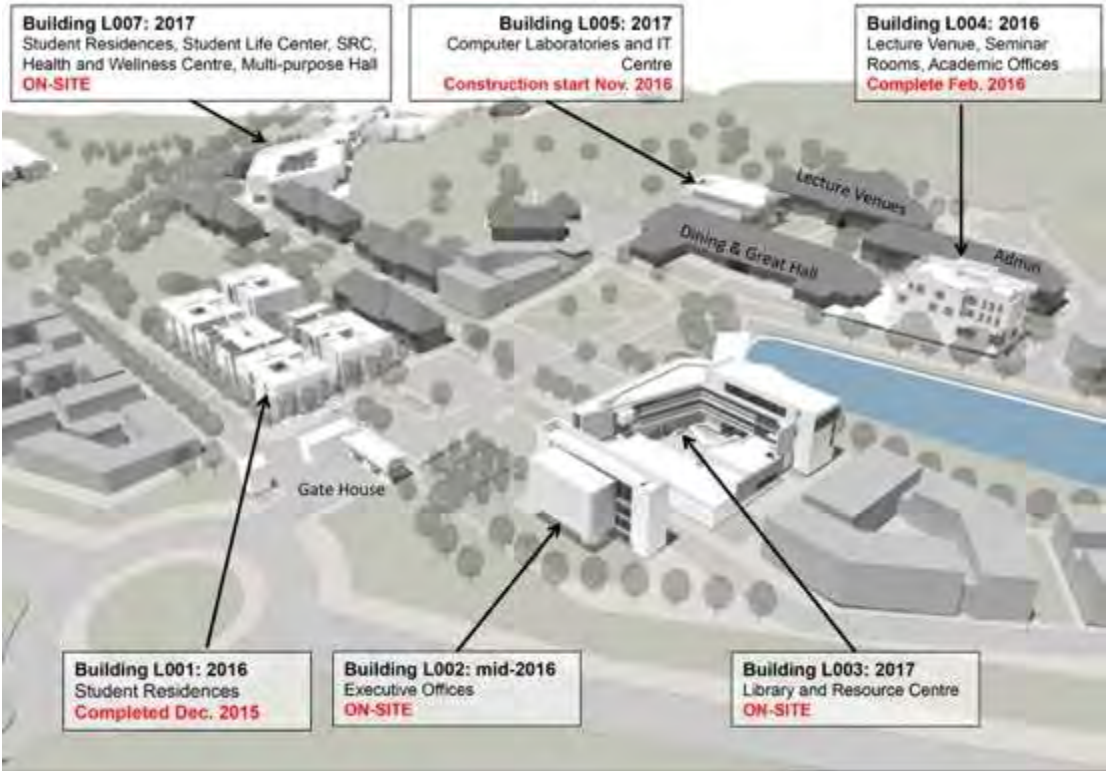 Building L007: 2017
Student Residences, Student Life Center, SRC,
Health and Wellness Centre, Multi-purpose Hall
ON-SITE
Building L005: 2017
Computer Laboratories and IT
Centre
Construction start Nov. 2016
Building L004: 2016
Lecture Venue, Seminar
Rooms, Academic Offices
Complete Feb. 2016
Lecture Venues
Dining & Great Hall
Admin
Gate House
Building L001: 2016
Student Residences
Completed Dec. 2015
Building L002: mid-2016
Executive Offices
ON-SITE
Building L003: 2017
Library and Resource Centre
ON-SITE